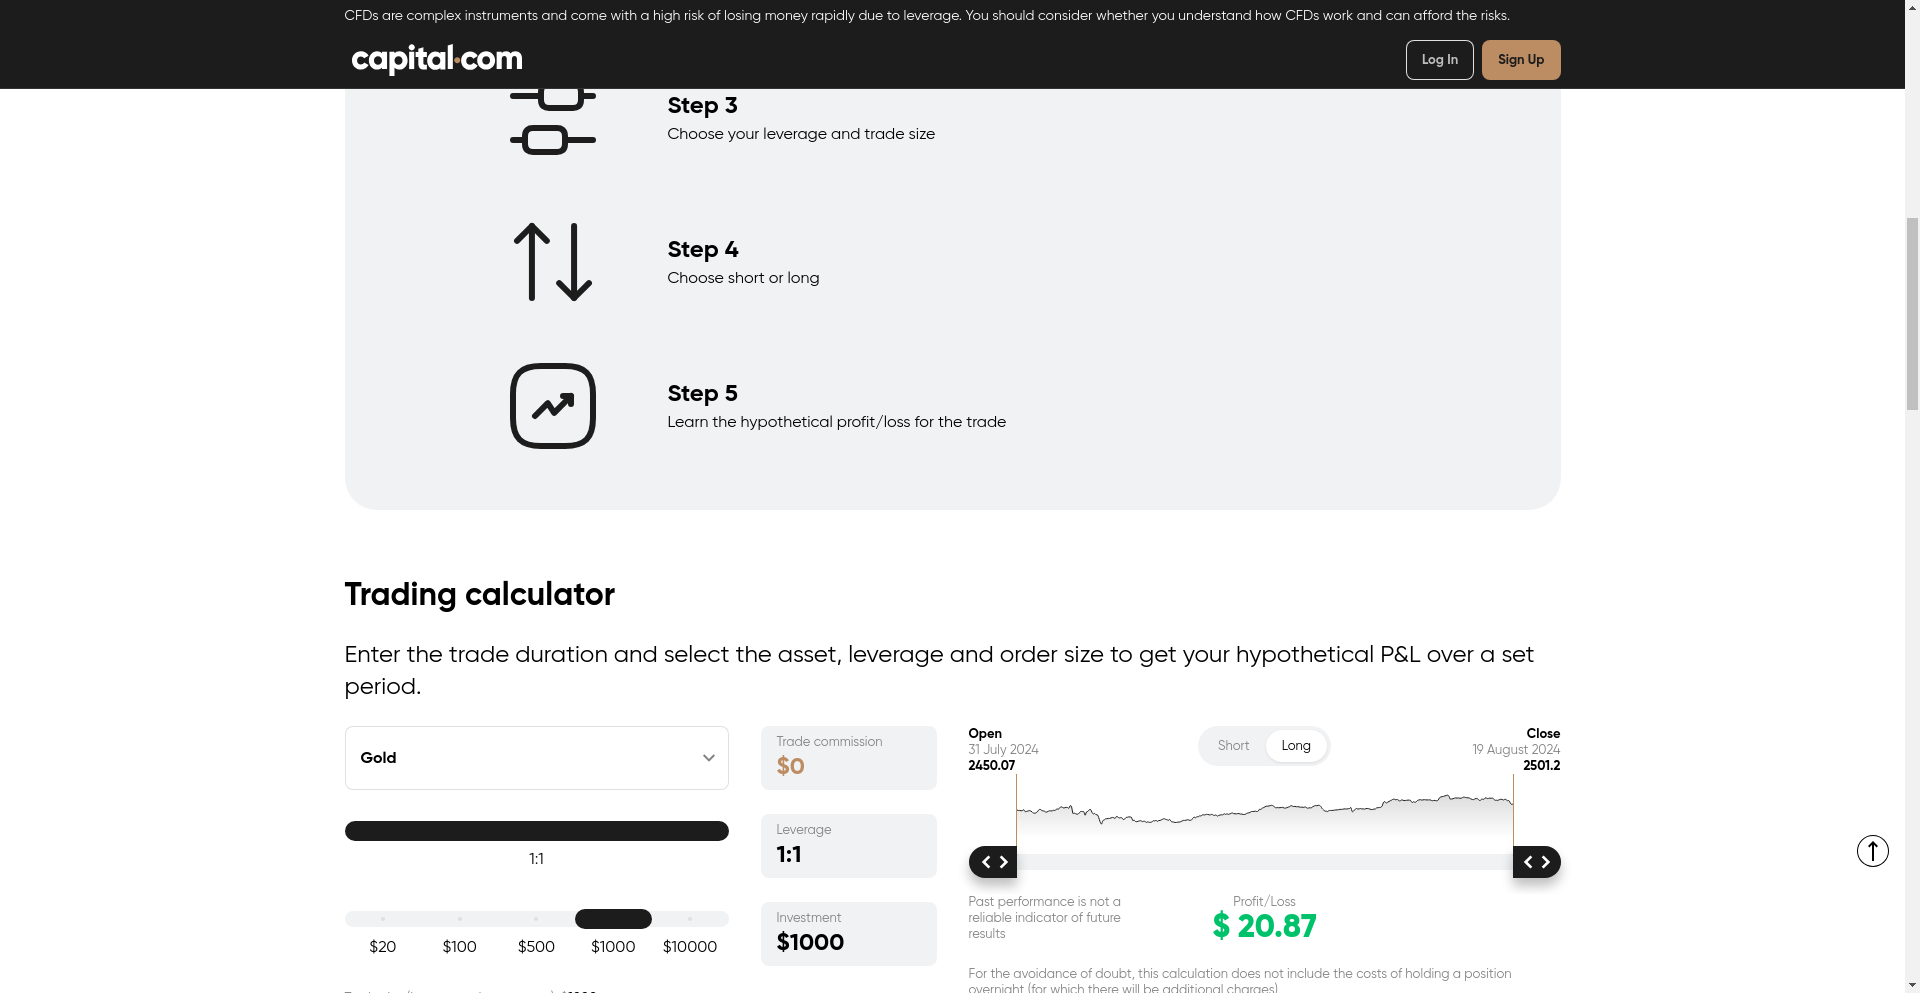 CFDs are complex instruments and come with a high risk of losing money rapidly due to leverage. You should consider whether you understand how CFDs work and can afford the risks.
capital.com
Log In
Sign Up
Step 3
Choose your leverage and trade size
Step 4
Choose short or long
Step 5
Learn the hypothetical profit/loss for the trade
Trading calculator
Enter the trade duration and select the asset, leverage and order size to get your hypothetical P&L over a set
period.
Gold
1:1
$20
$100
$500
$1000
$10000
Trade commission
$0
Leverage
1:1
Investment
$1000
Open
31 July 2024
2450.07
Short
Long
Close
19 August 2024
2501.2
Past performance is not a
reliable indicator of future
results
Profit/Loss
$ 20.87
For the avoidance of doubt, this calculation does not include the costs of holding a position
overnight (for which there will be additional charges)